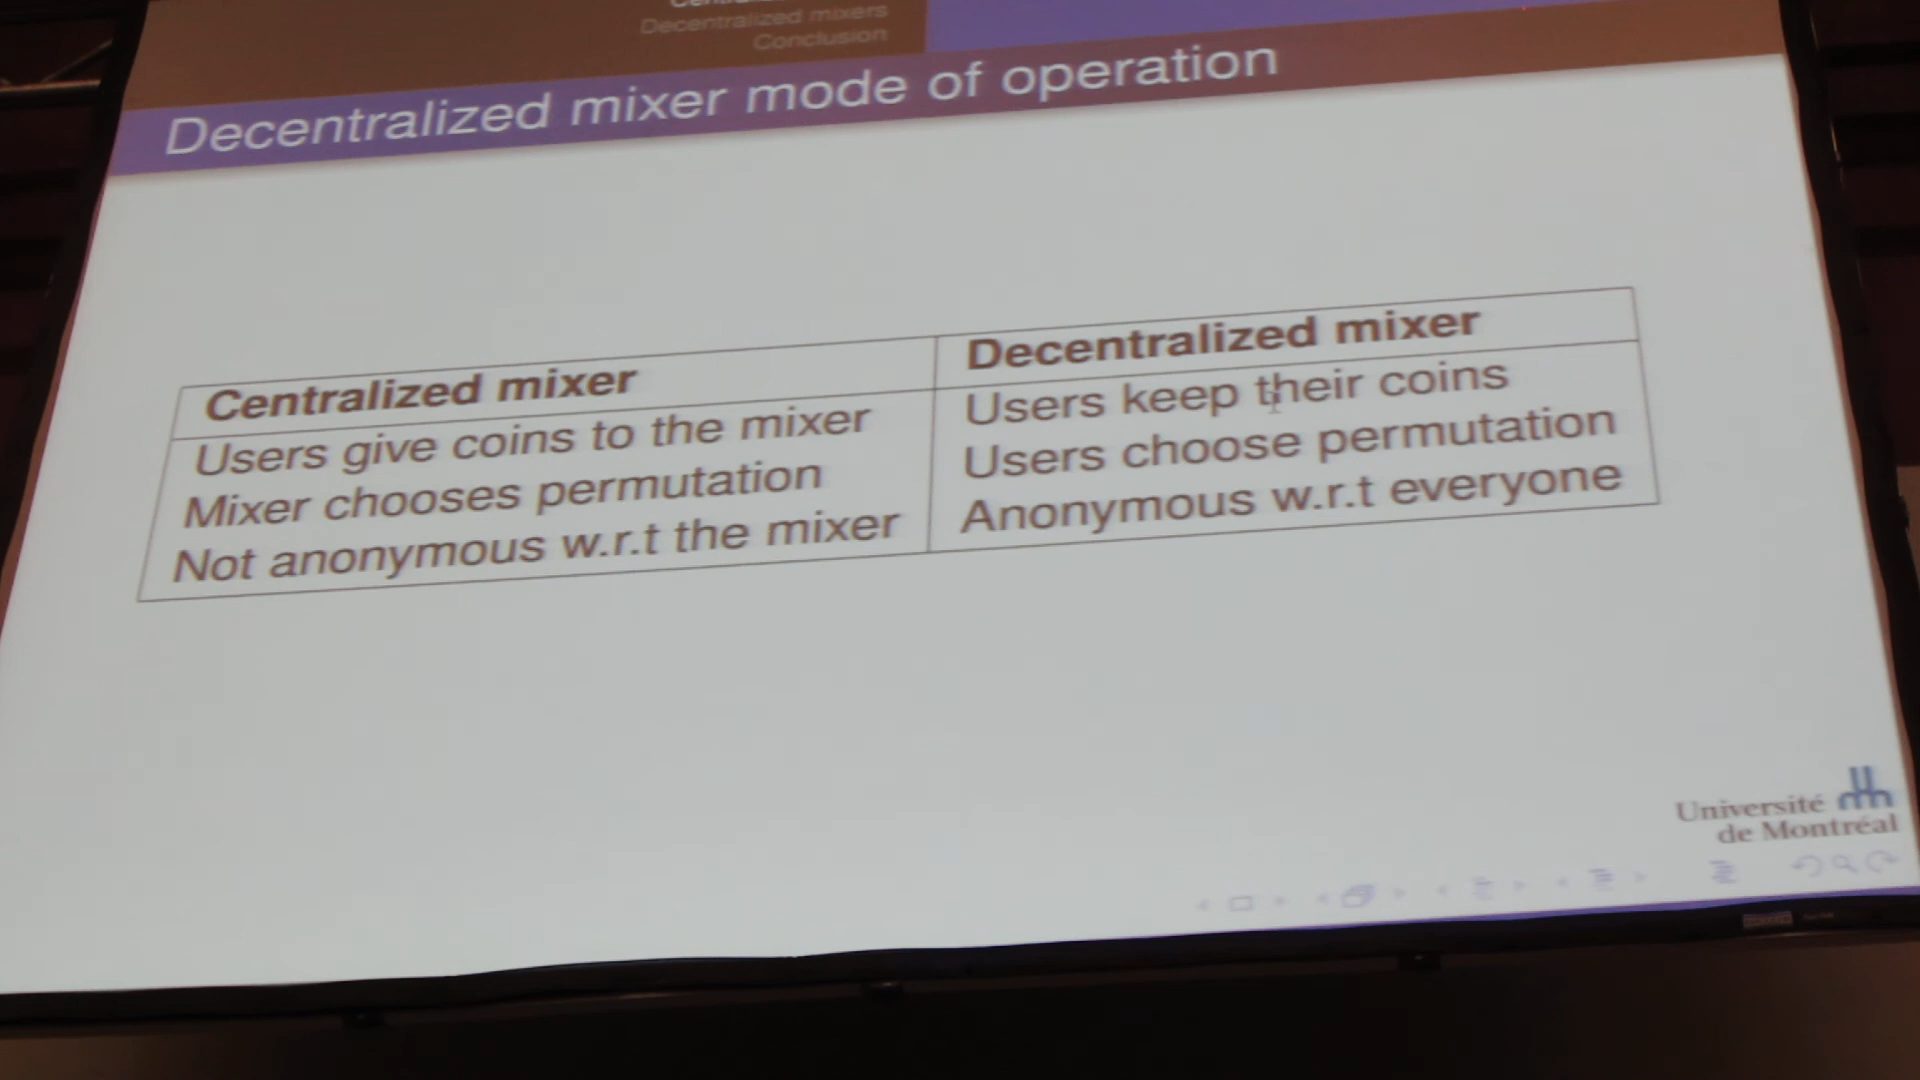 Decentralized mixers
Conclusion
Decentralized mixer mode of operation
Centralized mixer
Decentralized mixer
Users give coins to the mixer
Users keep their coins
Mixer chooses permutation
Users choose permutation
Not anonymous w.r.t the mixer
Anonymous w.r.t everyone
Université
de Montréal